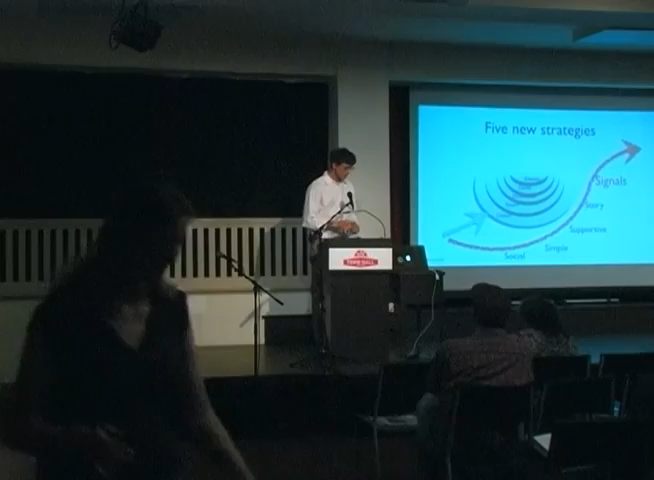 Five new strategies
Signals
Story
Supportive
Simple
Social
TOWN HALL